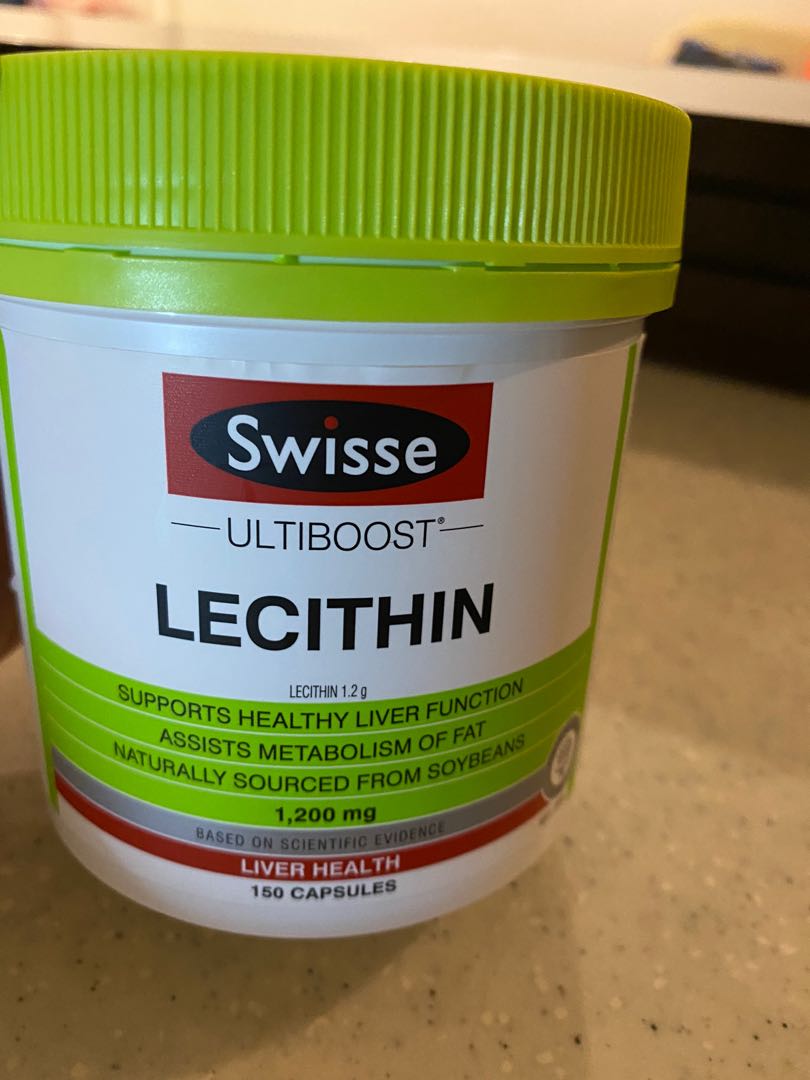 Swisse
ULTIBOOST®
LECITHIN
LECITHIN 1.2 g
SUPPORTS HEALTHY LIVER FUNCTION
ASSISTS METABOLISM OF FAT
NATURALLY SOURCED FROM SOYBEANS
1,200 mg
BASED ON SCIENTIFIC EVIDENCE
LIVER HEALTH
150 CAPSULES